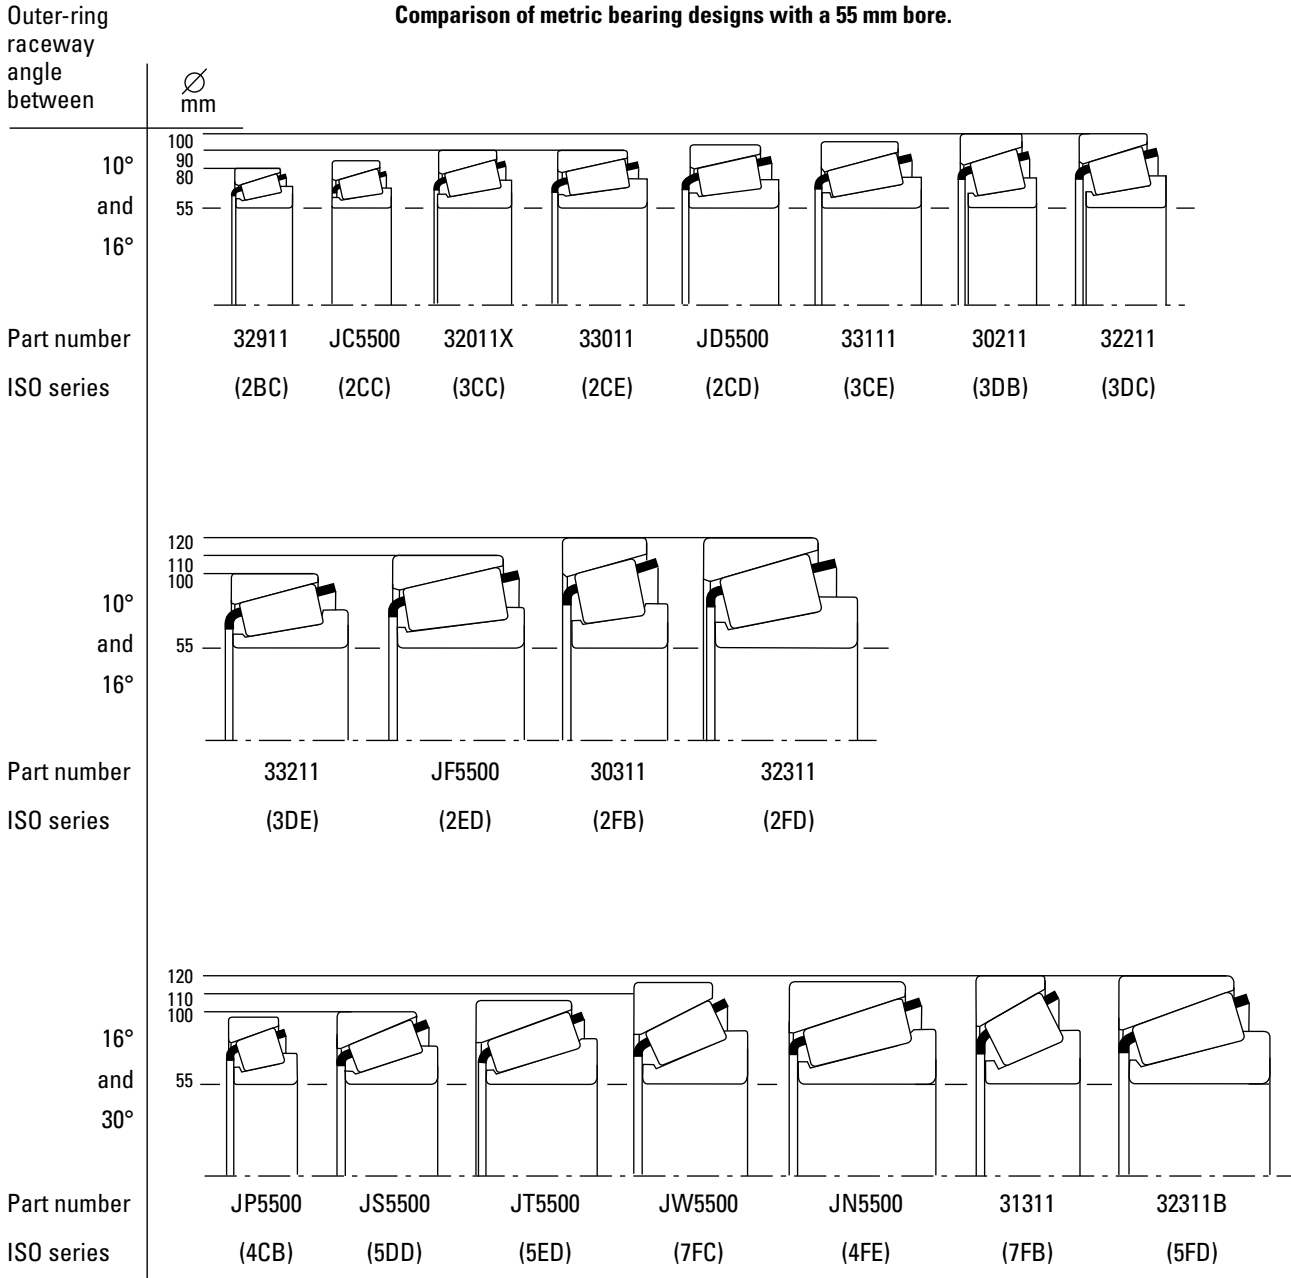 Outer-ring
raceway
angle
between
Comparison of metric bearing designs with a 55 mm bore.
∅
mm
100
90
80
55
10°
and
16°
Part number 32911 JC5500 32011X 33011 JD5500 33111 30211 32211
ISO series (2BC) (2CC) (3CC) (2CE) (2CD) (3CE) (3DB) (3DC)
120
110
100
55
10°
and
16°
Part number 33211 JF5500 30311 32311
ISO series (3DE) (2ED) (2FB) (2FD)
120
110
100
55
16°
and
30°
Part number JP5500 JS5500 JT5500 JW5500 JN5500 31311 32311B
ISO series (4CB) (5DD) (5ED) (7FC) (4FE) (7FB) (5FD)